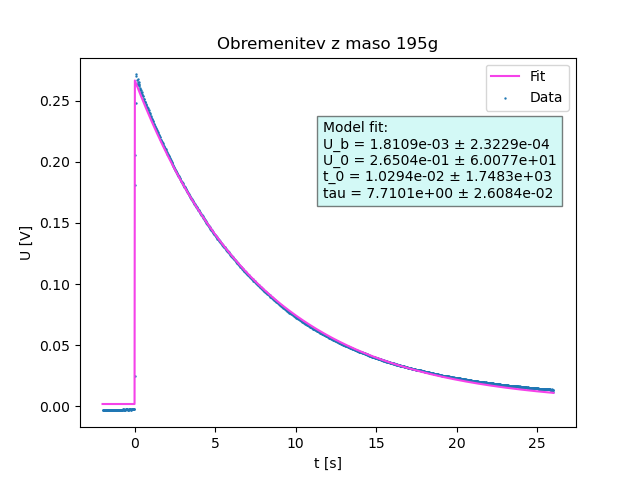 Obremenitev z maso 195g
Fit
Data
Model fit:
U_b = 1.8109e-03 ± 2.3229e-04
U_0 = 2.6504e-01 ± 6.0077e+01
t_0 = 1.0294e-02 ± 1.7483e+03
tau = 7.7101e+00 ± 2.6084e-02
U [V]
0.25
0.20
0.15
0.10
0.05
0.00
0 5 10 15 20 25
t [s]